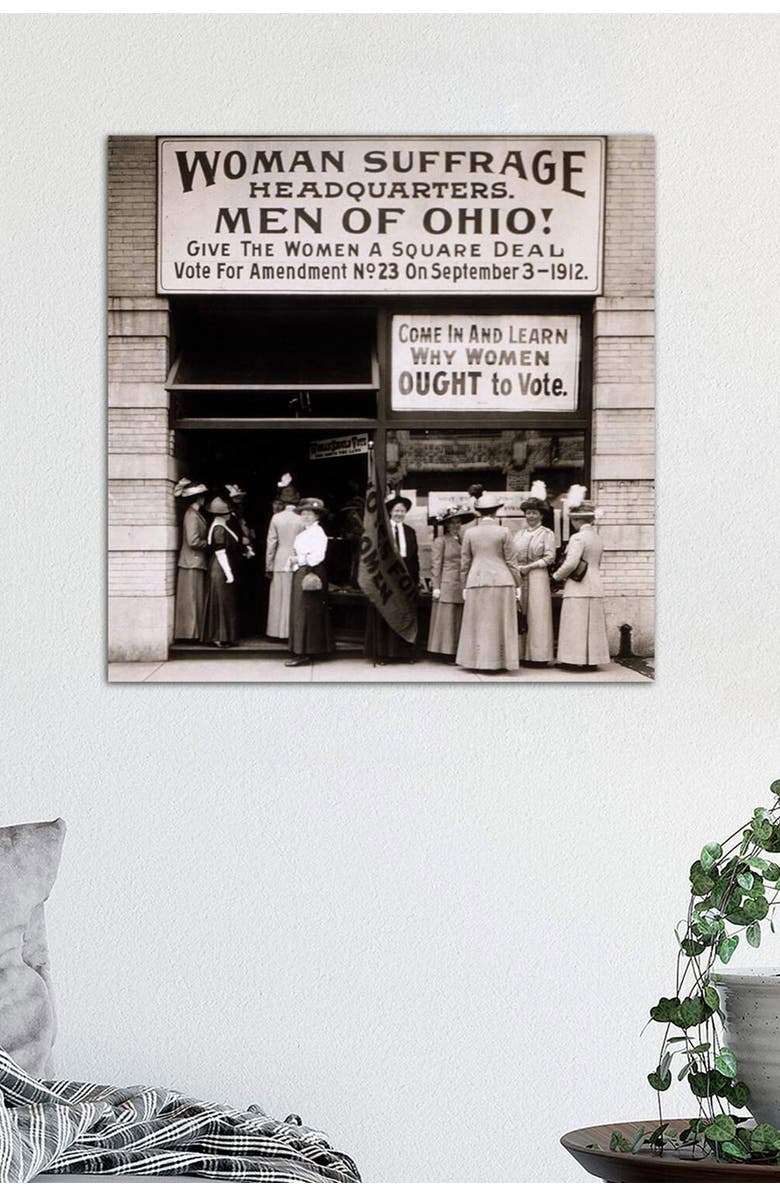 WOMAN SUFFRAGE
HEADQUARTERS.
MEN OF OHIO!
GIVE THE WOMEN A SQUARE DEAL
Vote For Amendment Nº23 On September 3-1912.
COME IN AND LEARN
WHY WOMEN
OUGHT to Vote.
WOMEN